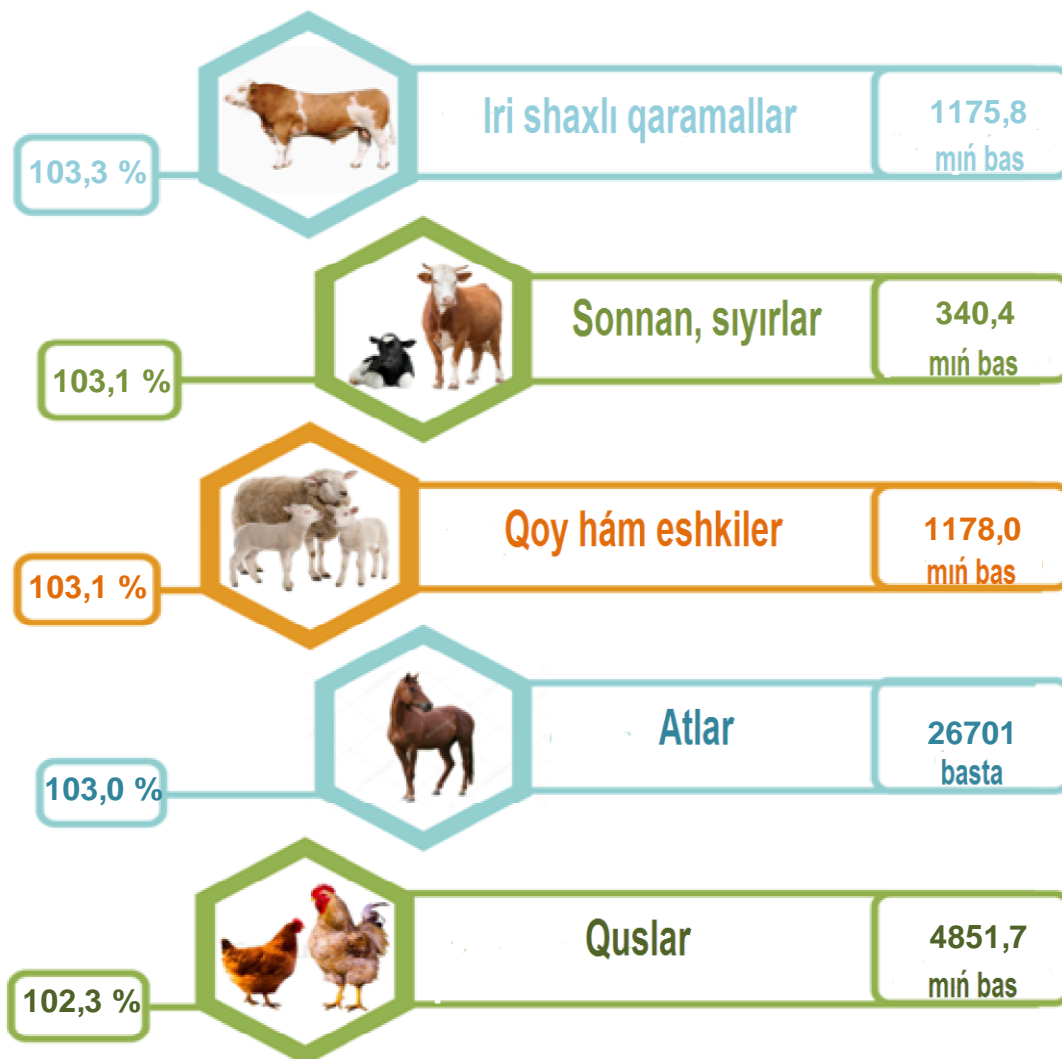 Iri shaxlı qaramallar
1175,8
mıń bas
103,3 %
Sonnan, sıyırlar
340,4
mıń bas
103,1 %
Qoy hám eshkiler
1178,0
mıń bas
103,1 %
Atlar
26701
basta
103,0 %
Quslar
4851,7
mıń bas
102,3 %